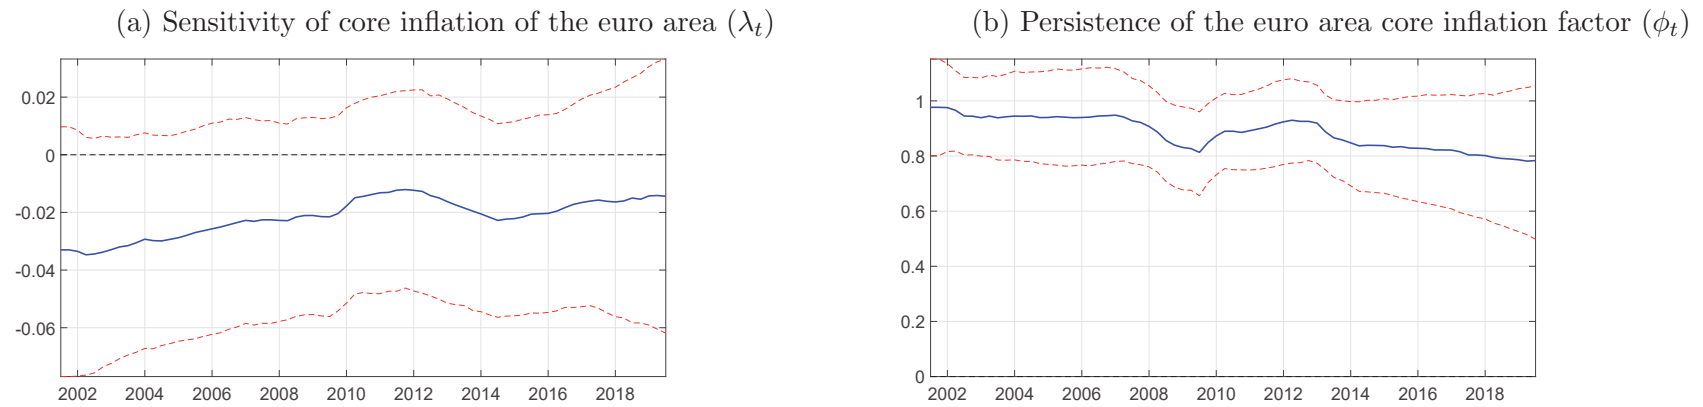 (a) Sensitivity of core inflation of the euro area (λt)
0.02
0
-0.02
-0.04
-0.06
2002 2004 2006 2008 2010 2012 2014 2016 2018
(b) Persistence of the euro area core inflation factor (ϕt)
1
0.8
0.6
0.4
0.2
0
2002 2004 2006 2008 2010 2012 2014 2016 2018